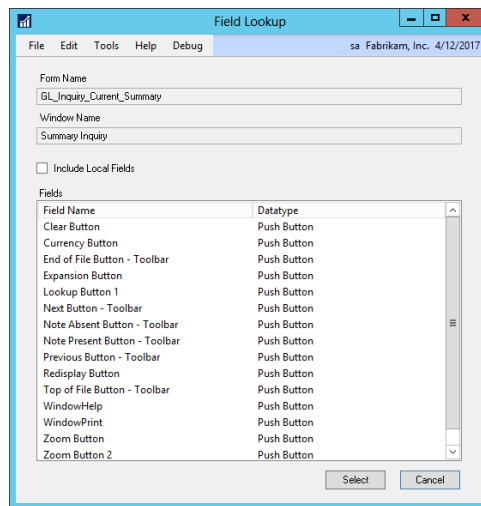 Field Lookup
File Edit Tools Help Debug sa Fabrikam, Inc. 4/12/2017
Form Name
GL_Inquiry_Current_Summary
Window Name
Summary Inquiry
Include Local Fields
Fields
Field Name Datatype
Clear Button Push Button
Currency Button Push Button
End of File Button - Toolbar Push Button
Expansion Button Push Button
Lookup Button 1 Push Button
Next Button - Toolbar Push Button
Note Absent Button - Toolbar Push Button
Note Present Button - Toolbar Push Button
Previous Button - Toolbar Push Button
Redisplay Button Push Button
Top of File Button - Toolbar Push Button
WindowHelp Push Button
WindowPrint Push Button
Zoom Button Push Button
Zoom Button 2 Push Button
Select Cancel